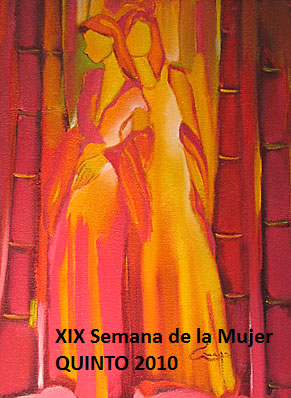 XIX Semana de la Mujer
QUINTO 2010